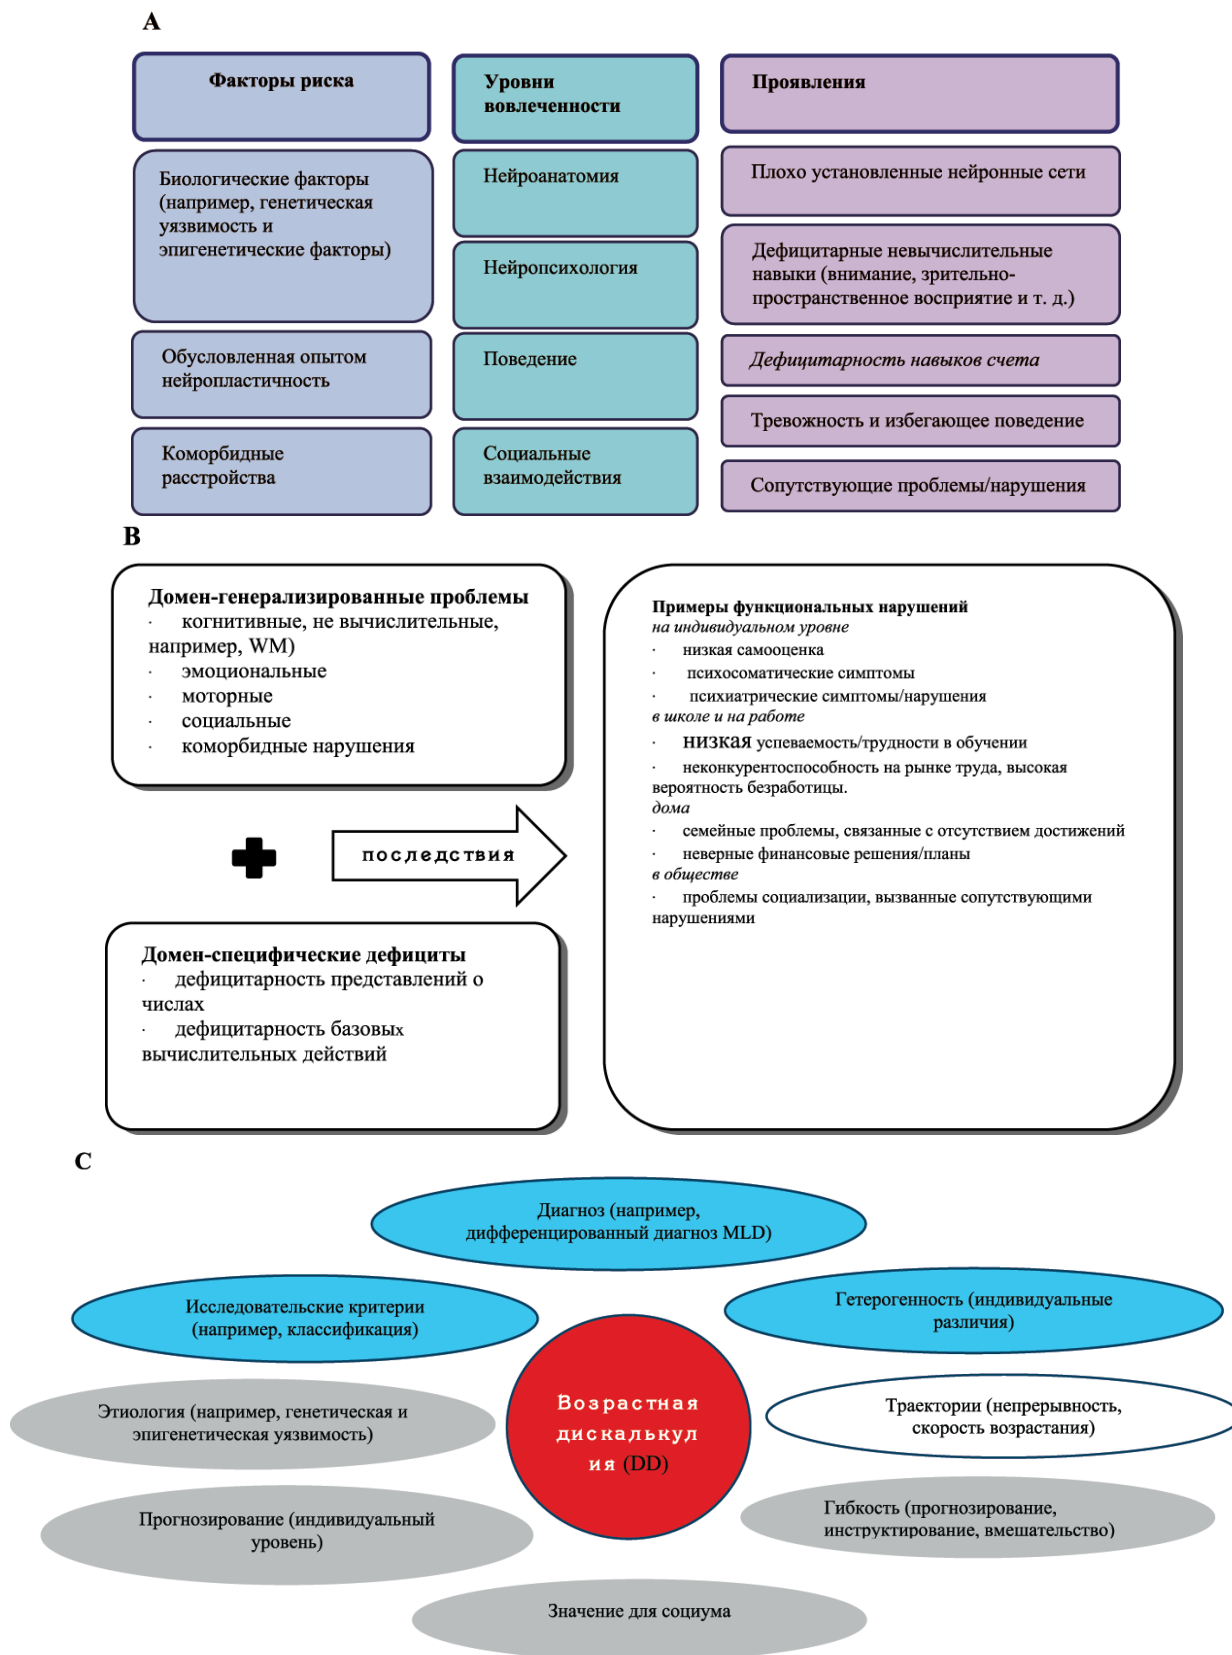 A
Факторы риска
Уровни
вовлеченности
Проявления
Биологические факторы
(например, генетическая
уязвимость и
эпигенетические факторы)
Обусловленная опытом
нейропластичность
Коморбидные
расстройства
Нейроанатомия
Нейропсихология
Поведение
Социальные
взаимодействия
Плохо установленные нейронные сети
Дефицитарные невычислительные
навыки (внимание, зрительно-
пространственное восприятие и т. д.)
Дефицитарность навыков счета
Тревожность и избегающее поведение
Сопутствующие проблемы/нарушения
B
Домен-генерализированные проблемы
· когнитивные, не вычислительные,
например, WM)
· эмоциональные
· моторные
· социальные
· коморбидные нарушения
последствия
Домен-специфические дефициты
· дефицитарность представлений о
числах
· дефицитарность базовых
вычислительных действий
Примеры функциональных нарушений
на индивидуальном уровне
· низкая самооценка
· психосоматические симптомы
· психиатрические симптомы/нарушения
в школе и на работе
· низкая успеваемость/трудности в обучении
· неконкурентоспособность на рынке труда, высокая
вероятность безработицы.
дома
· семейные проблемы, связанные с отсутствием достижений
· неверные финансовые решения/планы
в обществе
· проблемы социализации, вызванные сопутствующими
нарушениями
C
Диагноз (например,
дифференцированный диагноз MLD)
Исследовательские критерии
(например, классификация)
Гетерогенность (индивидуальные
различия)
Этиология (например, генетическая и
эпигенетическая уязвимость)
Возрастная
дискалькул
ия (DD)
Траектории (непрерывность,
скорость возрастания)
Прогнозирование (индивидуальный
уровень)
Гибкость (прогнозирование,
инструктирование, вмешательство)
Значение для социума